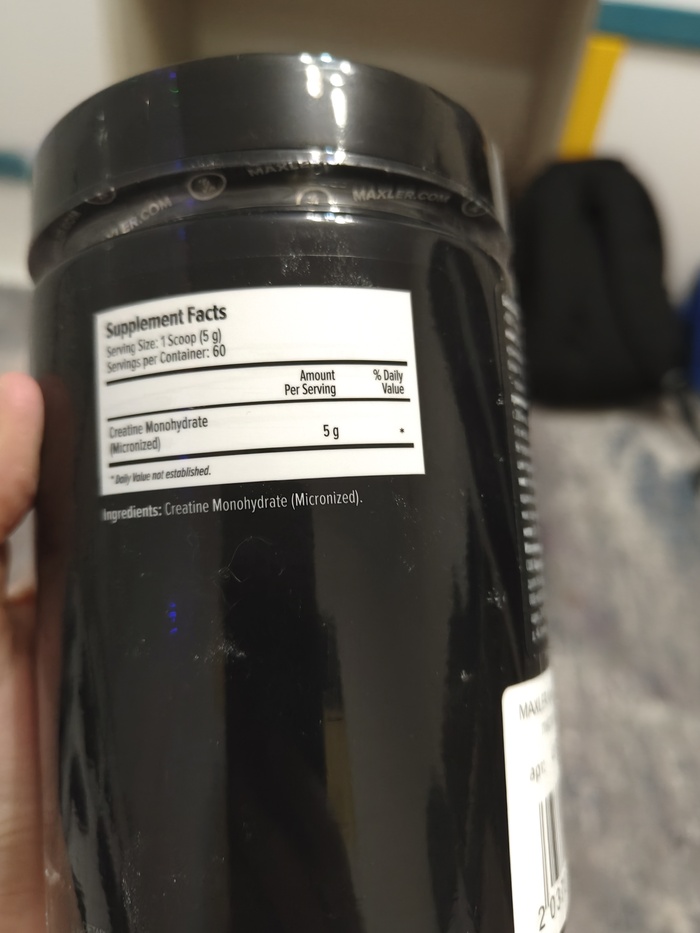 MAXLER.COM
Supplement Facts
Serving Size: 1 Scoop (5 g)
Servings per Container: 60
Amount Per Serving
% Daily Value
Creatine Monohydrate (Micronized)
5 g
*
* Daily Value not established.
Ingredients: Creatine Monohydrate (Micronized).